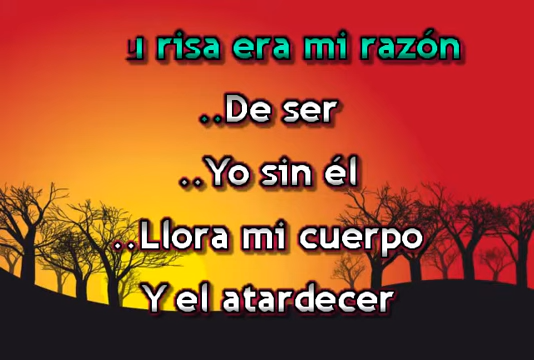 risa era mi razón
..De ser
..Yo sin él
..Llora mi cuerpo
Y el atardecer